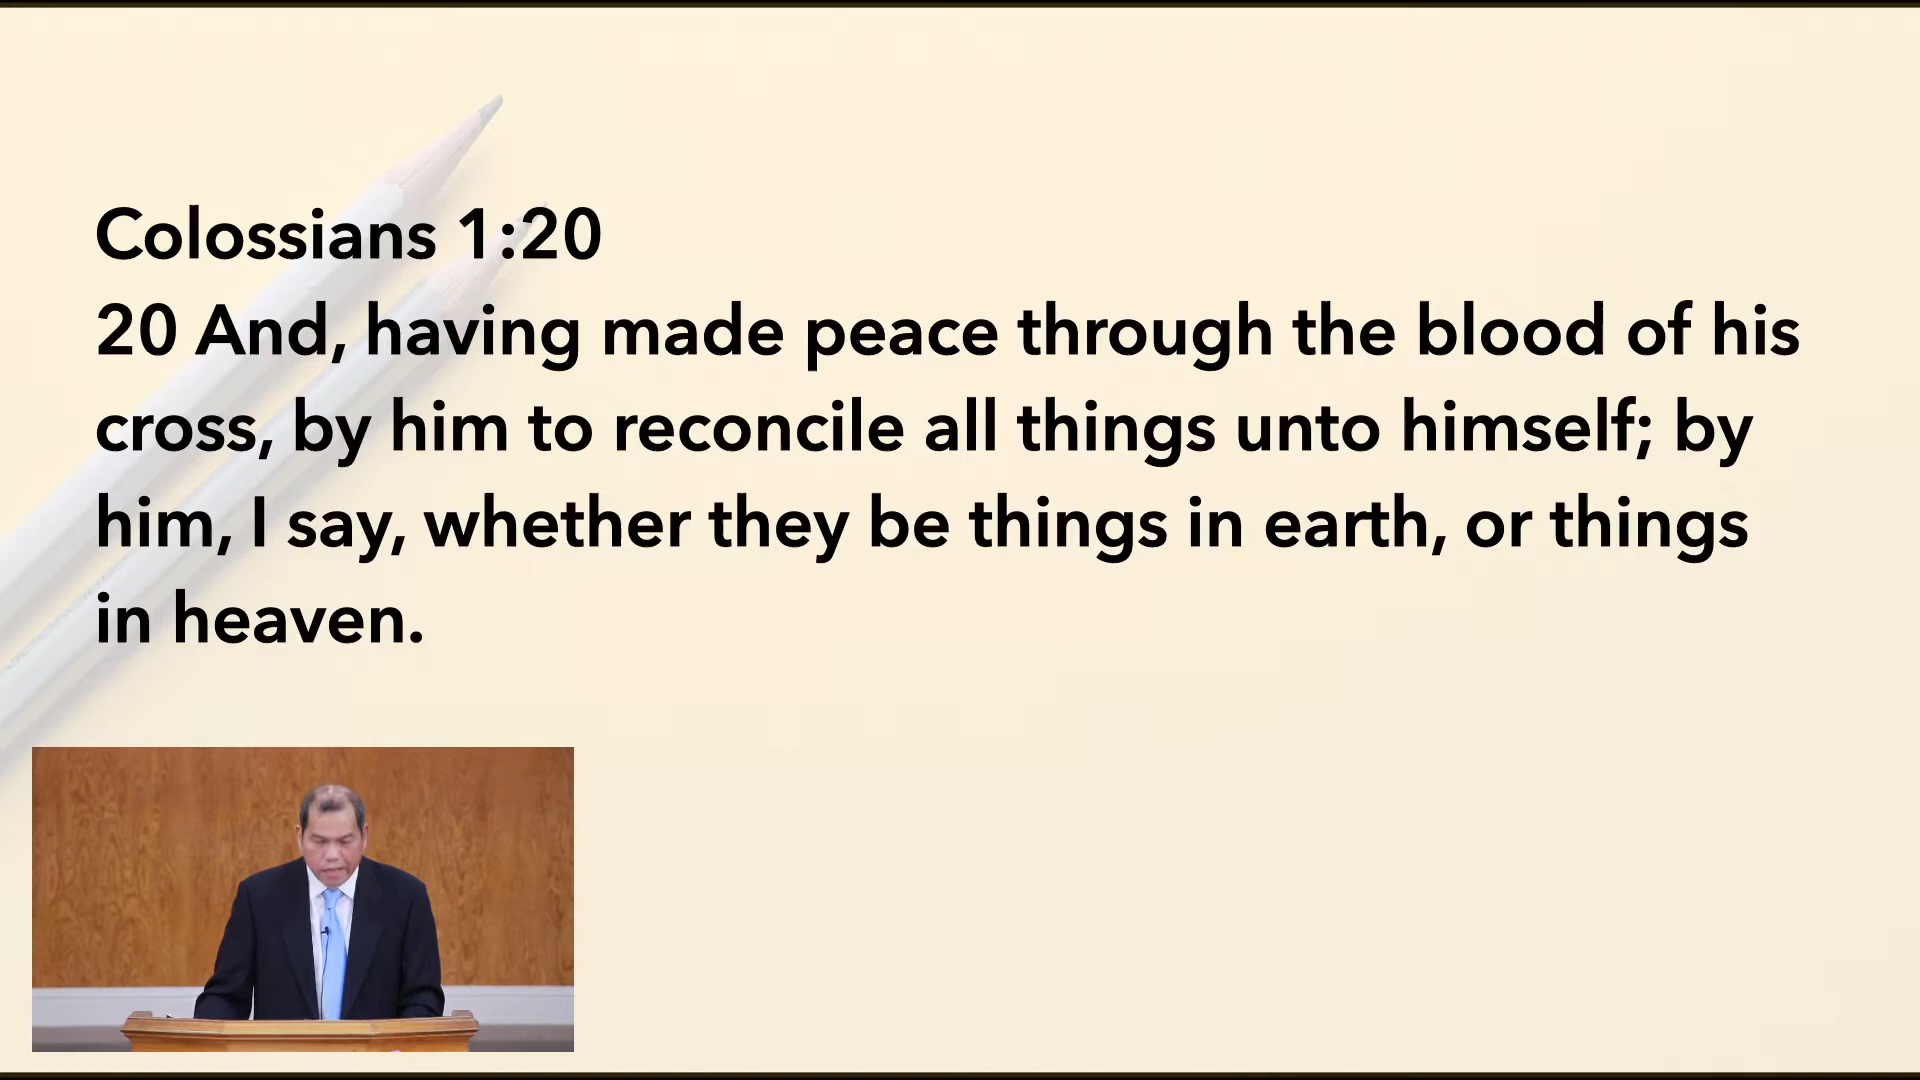 Colossians 1:20
20 And, having made peace through the blood of his
cross, by him to reconcile all things unto himself; by
him, I say, whether they be things in earth, or things
in heaven.